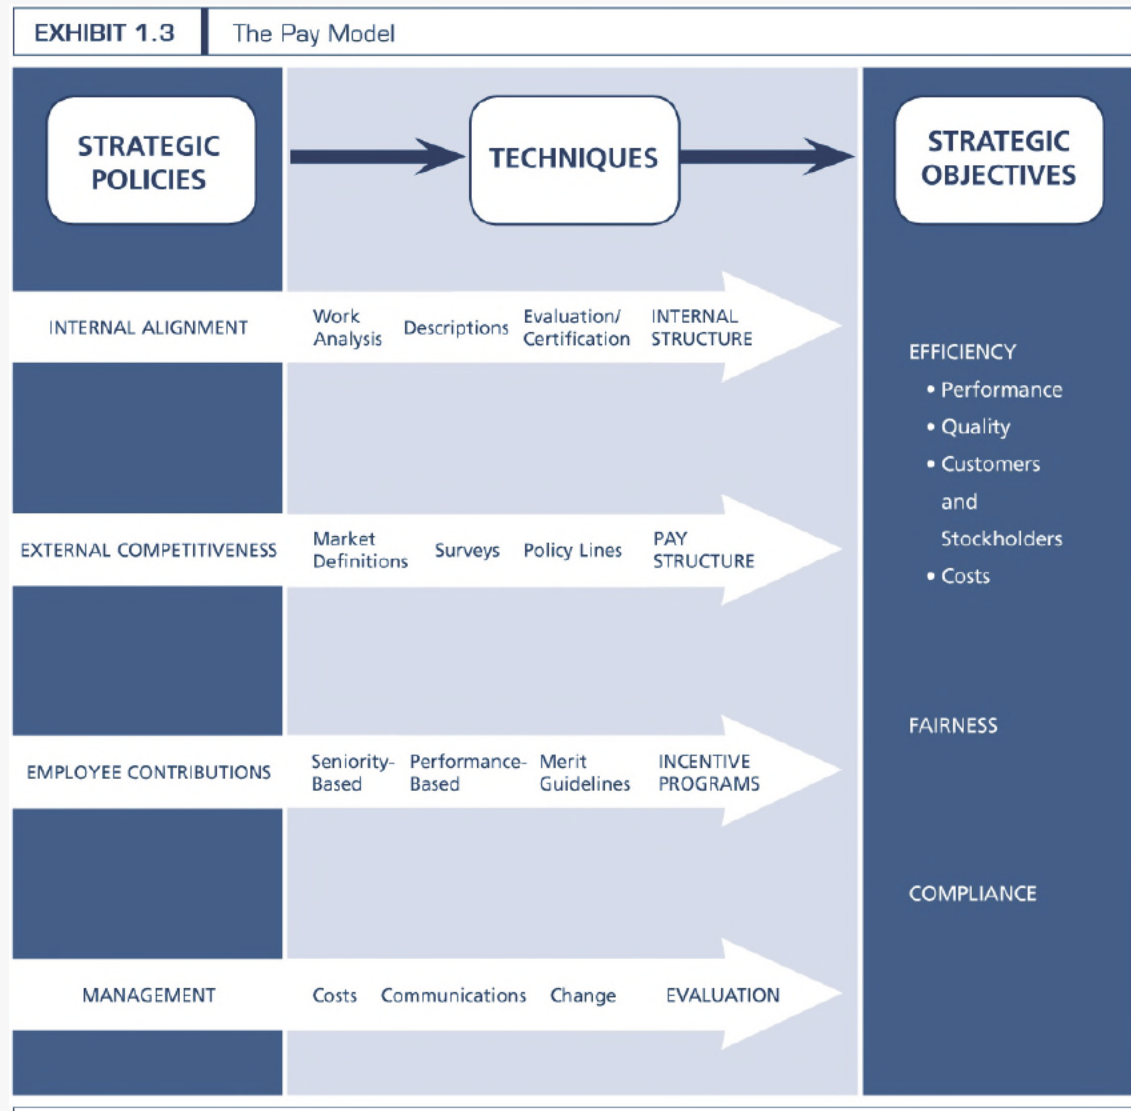 EXHIBIT 1.3 The Pay Model
STRATEGIC
POLICIES
TECHNIQUES
STRATEGIC
OBJECTIVES
INTERNAL ALIGNMENT
Work
Analysis
Descriptions
Evaluation/
Certification
INTERNAL
STRUCTURE
EXTERNAL COMPETITIVENESS
Market
Definitions
Surveys
Policy Lines
PAY
STRUCTURE
EMPLOYEE CONTRIBUTIONS
Seniority-
Based
Performance-
Based
Merit
Guidelines
INCENTIVE
PROGRAMS
MANAGEMENT
Costs
Communications
Change
EVALUATION
EFFICIENCY
• Performance
• Quality
• Customers
and
Stockholders
• Costs
FAIRNESS
COMPLIANCE